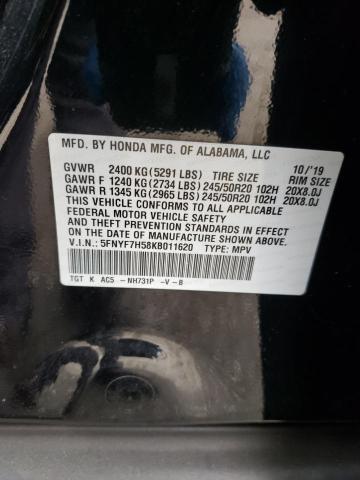 MFD. BY HONDA MFG. OF ALABAMA, LLC
10/'19
GVWR 2400 KG (5291 LBS) TIRE SIZE RIM SIZE
GAWR F 1240 KG (2734 LBS) 245/50R20 102H 20X8.0J
GAWR R 1345 KG (2965 LBS) 245/50R20 102H 20X8.0J
THIS VEHICLE CONFORMS TO ALL APPLICABLE
FEDERAL MOTOR VEHICLE SAFETY
AND THEFT PREVENTION STANDARDS IN EFFECT
ON THE DATE OF MANUFACTURE SHOWN ABOVE.
V.I.N.: 5FNYF7H58KB011620 TYPE: MPV
TGT K AC5 -NH731P -V -B